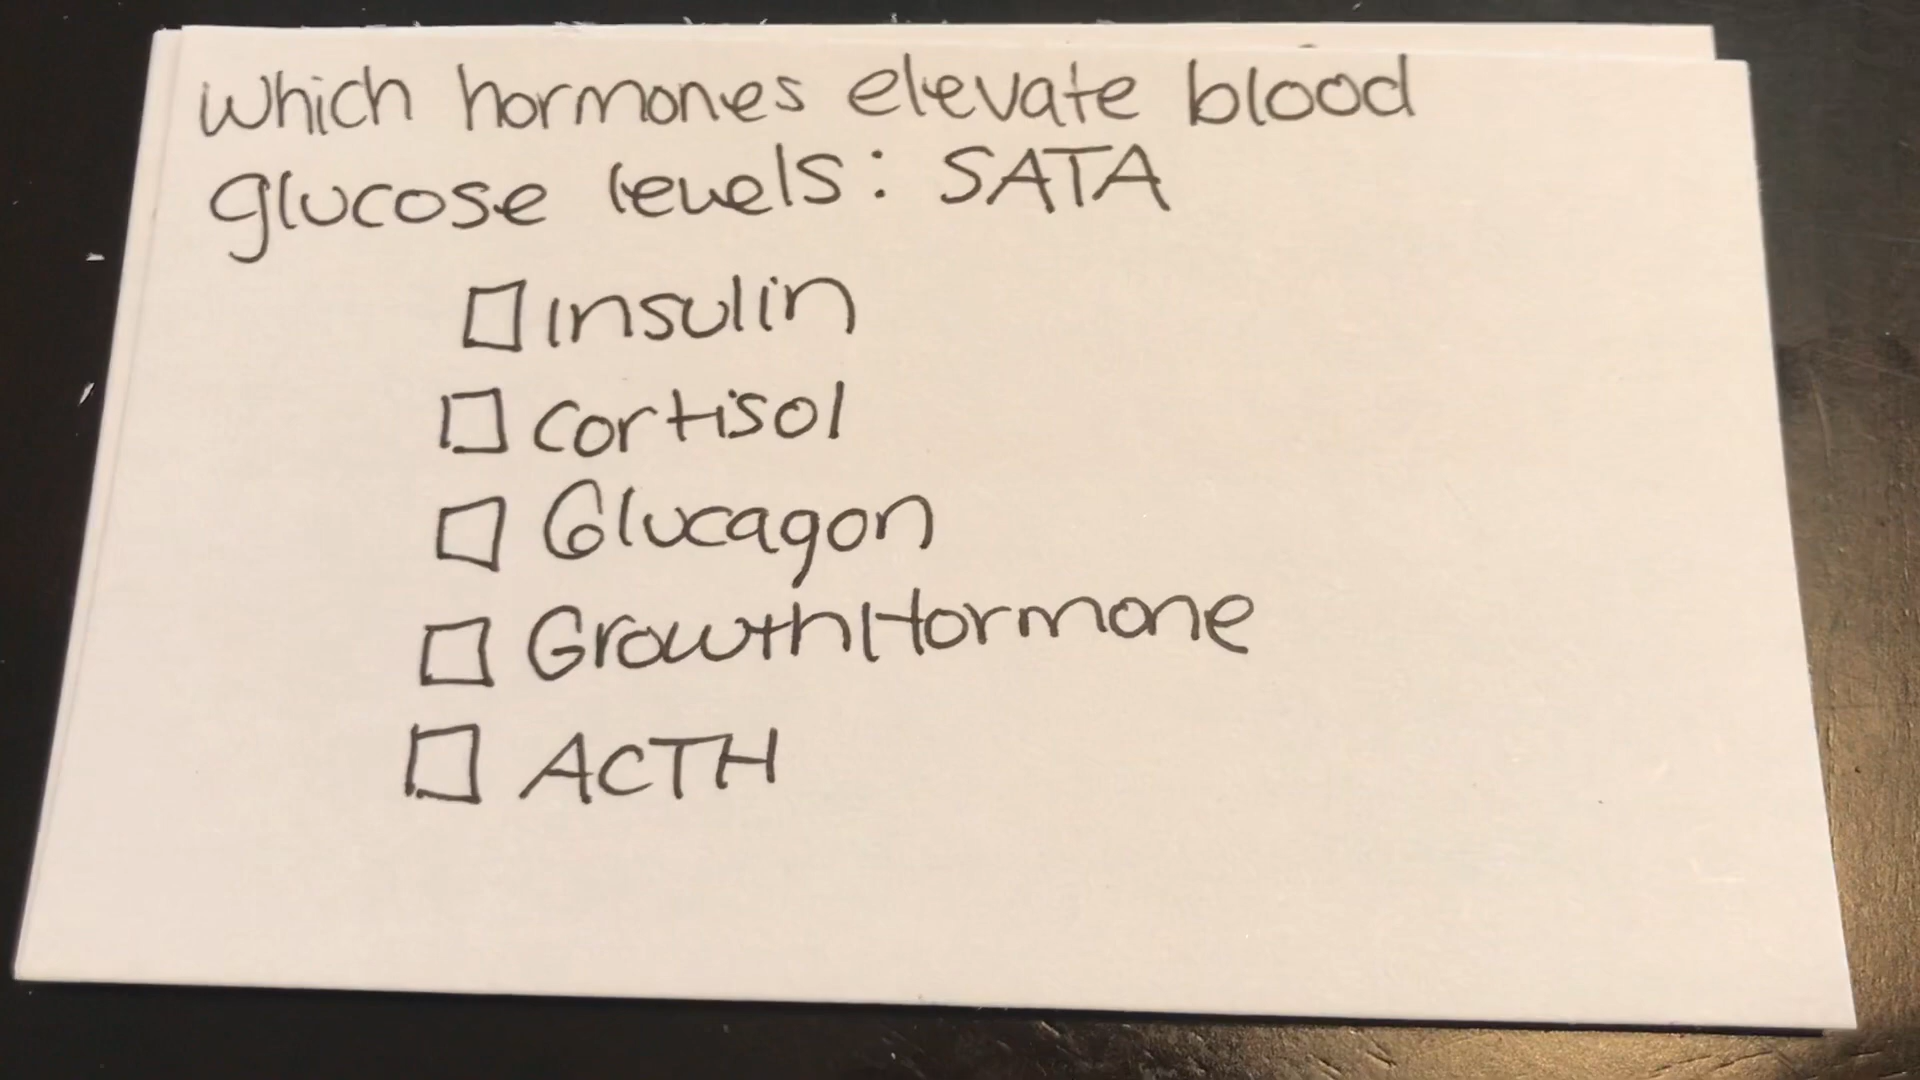 Which hormones elevate blood
glucose levels: SATA
Insulin
Cortisol
Glucagon
Growth Hormone
ACTH